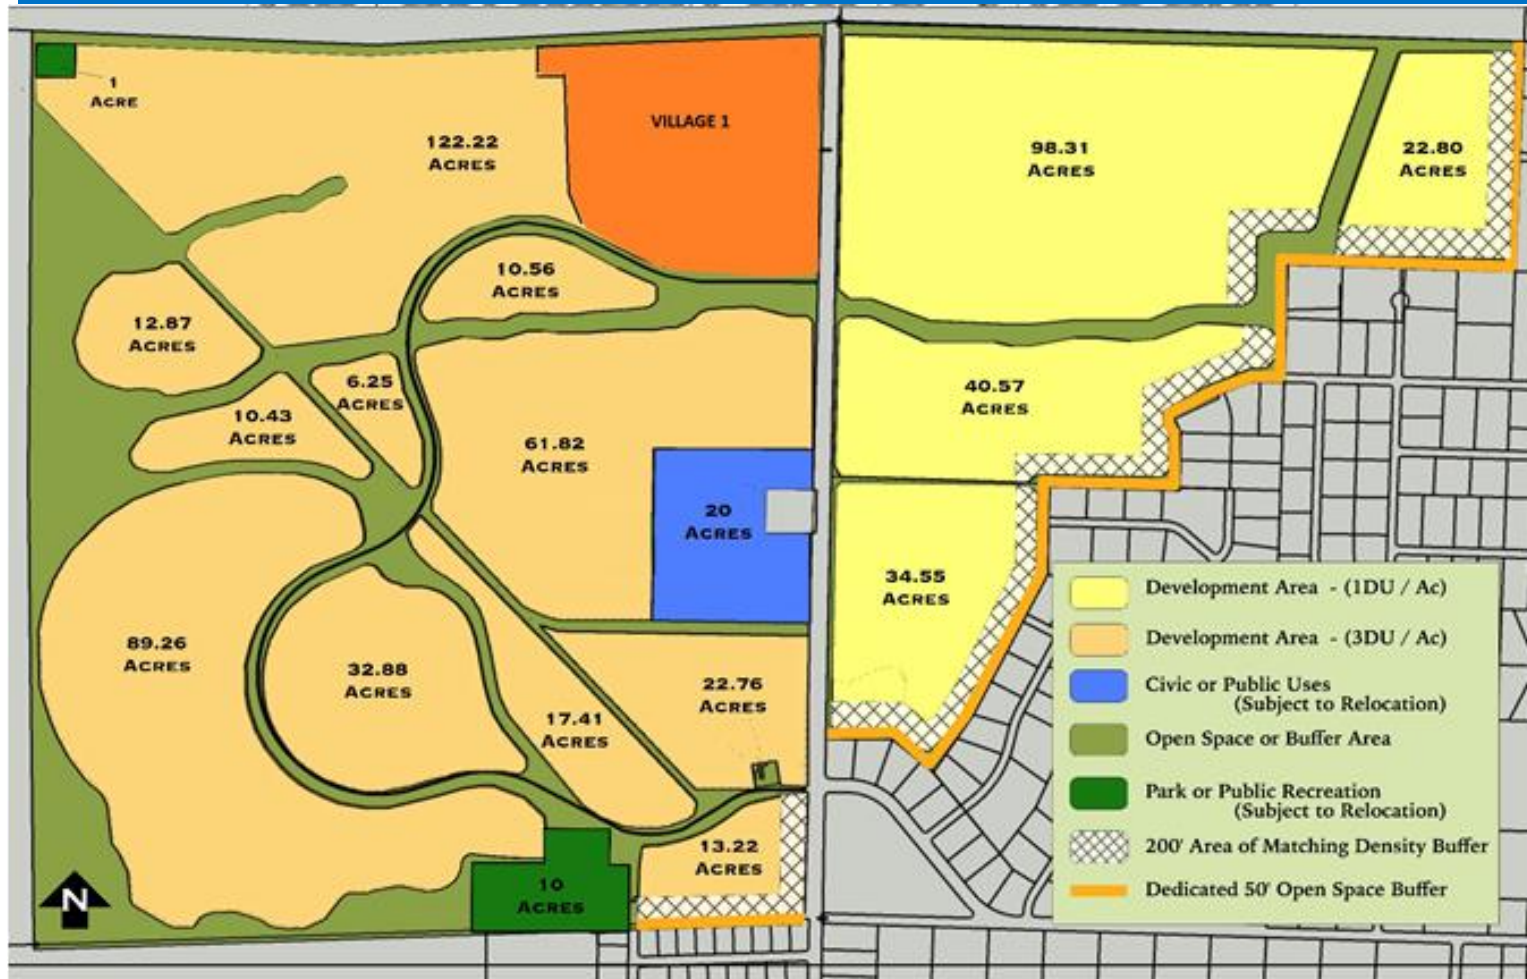 1
ACRE
122.22
ACRES
VILLAGE 1
98.31
ACRES
22.80
ACRES
10.56
ACRES
12.87
ACRES
6.25
ACRES
10.43
ACRES
61.82
ACRES
40.57
ACRES
20
ACRES
34.55
ACRES
89.26
ACRES
32.88
ACRES
22.76
ACRES
17.41
ACRES
13.22
ACRES
10
ACRES
N
Development Area - (1DU / Ac)
Development Area - (3DU / Ac)
Civic or Public Uses
(Subject to Relocation)
Open Space or Buffer Area
Park or Public Recreation
(Subject to Relocation)
200' Area of Matching Density Buffer
Dedicated 50' Open Space Buffer